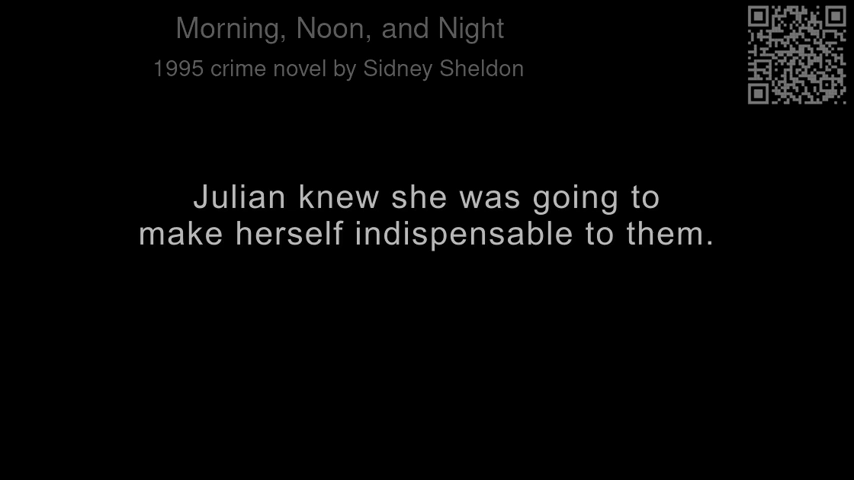 Morning, Noon, and Night
1995 crime novel by Sidney Sheldon
Julian knew she was going to
make herself indispensable to them.